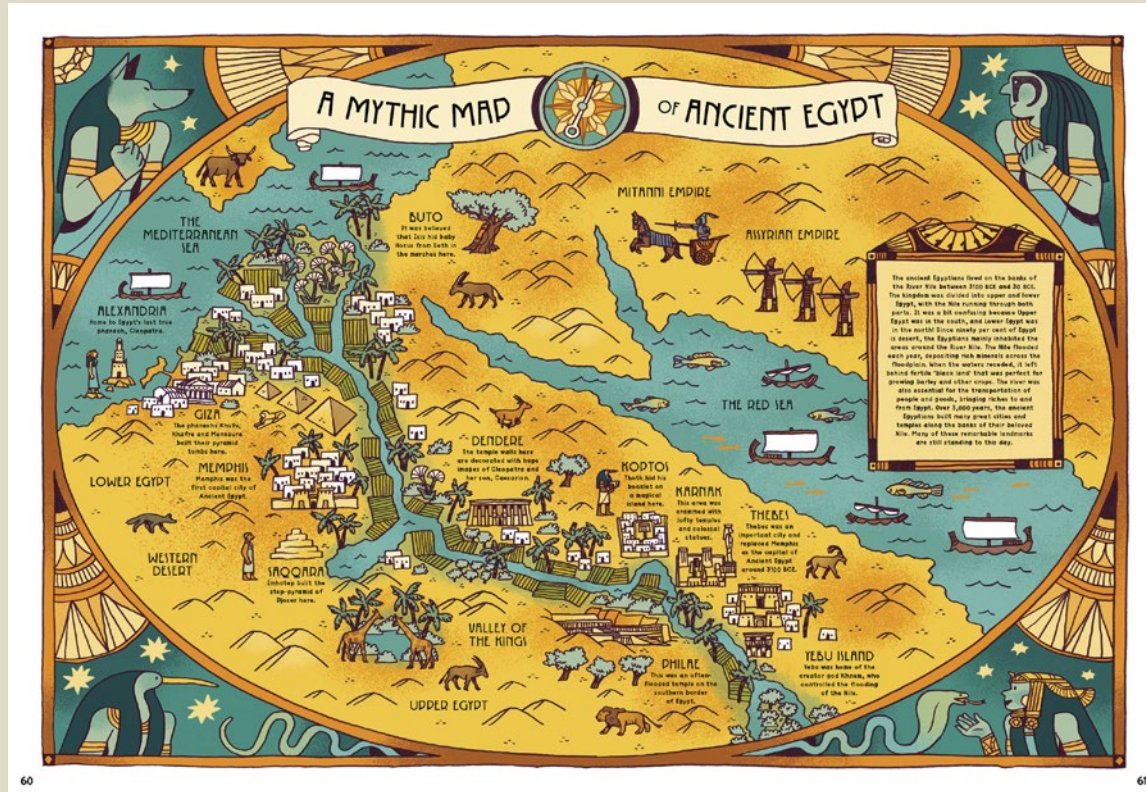 A MYTHIC MAP
OF ANCIENT EGYPT
THE
MEDITERRANEAN
SEA
BUTO
It was believed
that Isis hid her baby
Horus from Seth in
the marshes here.
MITANNI EMPIRE
ASSYRIAN EMPIRE
The ancient Egyptians lived on the banks of
the River Nile between 3100 BCE and 30 BCE.
The kingdom was divided into upper and lower
Egypt, with the Nile running through both
parts. It was a bit confusing because Upper
Egypt was in the south, and Lower Egypt was
in the north! Since ninety per cent of Egypt
is desert, the Egyptians mainly inhabited the
areas around the River Nile. The Nile flooded
each year, depositing rich minerals across the
floodplain. When the waters receded, it left
behind fertile 'black land' that was perfect for
growing barley and other crops. The river was
also essential for the transportation of
people and goods, bringing riches to and
from Egypt. Over 3,000 years, the ancient
Egyptians built many great cities and
temples along the banks of their beloved
Nile. Many of these remarkable landmarks
are still standing to this day.
ALEXANDRIA
Home to Egypt's last true
pharaoh, Cleopatra.
THE RED SEA
GIZA
The pharaohs Khufu,
Khafre and Menkaure
built their pyramid
tombs here.
DENDERE
The temple walls here
are decorated with huge
images of Cleopatra and
her son, Caesarion.
KOPTOS
Thoth hid his
booklet on
a magical
island here.
KARNAK
This area was
crammed with
lofty temples
and colossal
statues.
THEBES
Thebes was an
important city and
replaced Memphis
as the capital of
Ancient Egypt
around 2100 BCE.
LOWER EGYPT
MEMPHIS
Memphis was the
first capital city of
Ancient Egypt.
WESTERN
DESERT
SAQQARA
Imhotep built the
step-pyramid of
Djoser here.
VALLEY OF
THE KINGS
PHILAE
This was an often-
flooded temple on the
southern border
of Egypt.
YEBU ISLAND
Yebu was home of the
creator god Khnum, who
controlled the flooding
of the Nile.
UPPER EGYPT
60
61